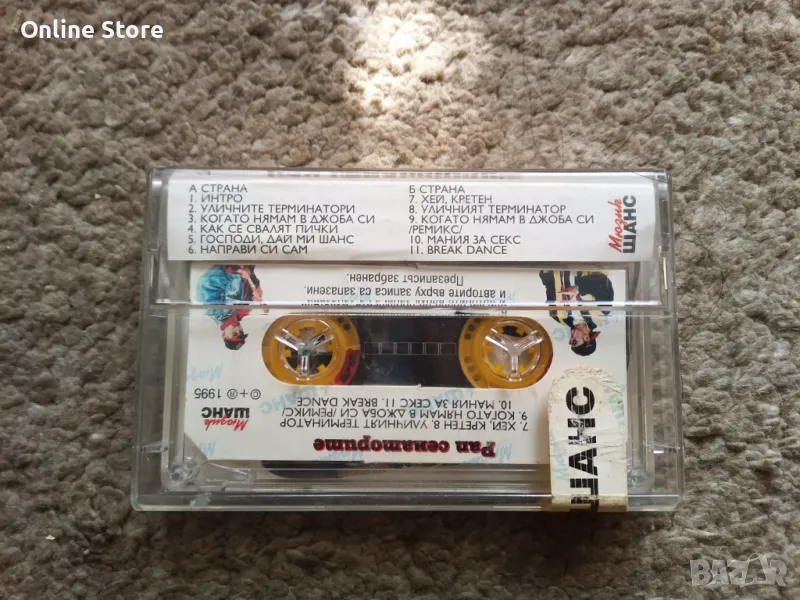 Online Store
А СТРАНА
1. ИНТРО
2. УЛИЧНИТЕ ТЕРМИНАТОРИ
3. КОГАТО НЯМАМ В ДЖОБА СИ
4. КАК СЕ СВАЛЯТ ПИЧКИ
5. ГОСПОДИ, ДАЙ МИ ШАНС
6. НАПРАВИ СИ САМ
Б СТРАНА
7. ХЕЙ, КРЕТЕН
8. УЛИЧНИЯТ ТЕРМИНАТОР
9. КОГАТО НЯМАМ В ДЖОБА СИ
/РЕМИКС/
10. МАНИЯ ЗА СЕКС
11. BREAK DANCE
Мюзик
ШАНС
Рап сенаторите
7. ХЕЙ, КРЕТЕН 8. УЛИЧНИЯТ ТЕРМИНАТОР
9. КОГАТО НЯМАМ В ДЖОБА СИ /РЕМИКС/
10. МАНИЯ ЗА СЕКС 11. BREAK DANCE
Мюзик
ШАНС
©+℗ 1995
и авторите върху записа са запазени.
Презаписът забранен.
ШАНС
BAZAR